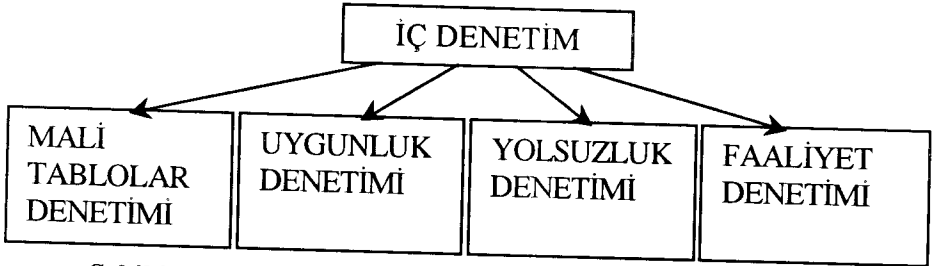 İÇ DENETİM
MALİ
TABLOLAR
DENETİMİ
UYGUNLUK
DENETİMİ
YOLSUZLUK
DENETİMİ
FAALİYET
DENETİMİ